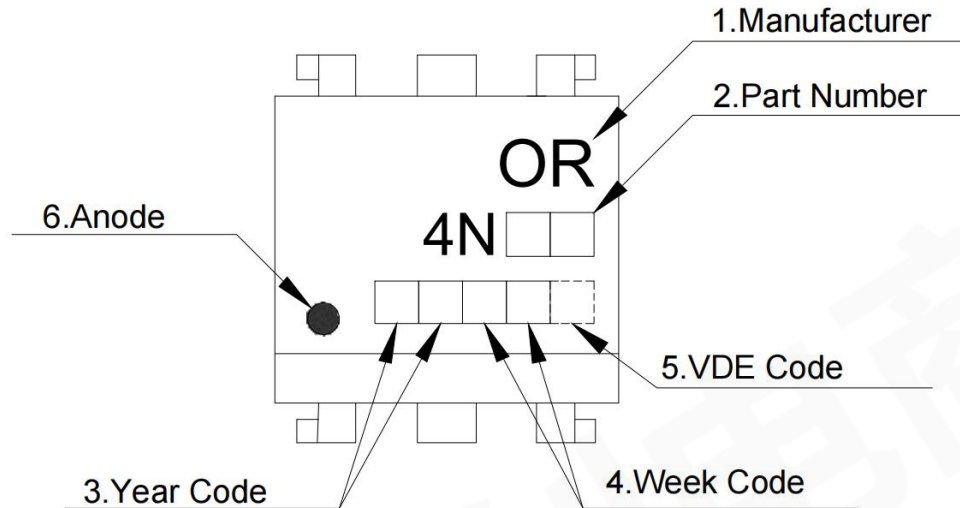 1.Manufacturer
2.Part Number
OR
6.Anode
4N
5.VDE Code
3.Year Code
4.Week Code